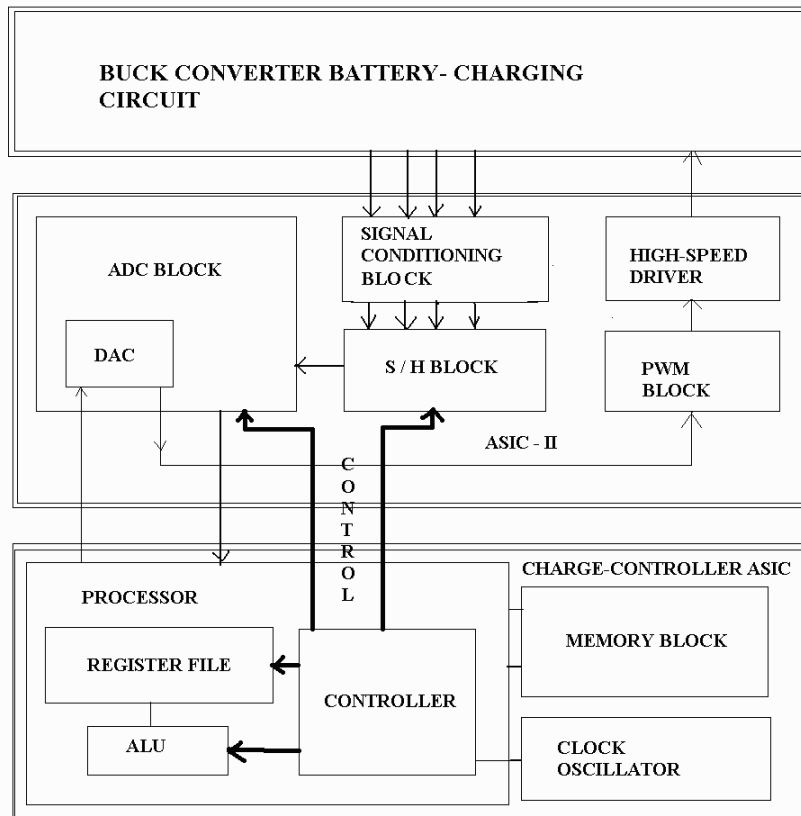 BUCK CONVERTER BATTERY- CHARGING
CIRCUIT
SIGNAL
CONDITIONING
BLOCK
ADC BLOCK
HIGH-SPEED
DRIVER
DAC
S / H BLOCK
PWM
BLOCK
ASIC - II
CONTROL
CHARGE-CONTROLLER ASIC
PROCESSOR
REGISTER FILE
MEMORY BLOCK
CONTROLLER
ALU
CLOCK
OSCILLATOR